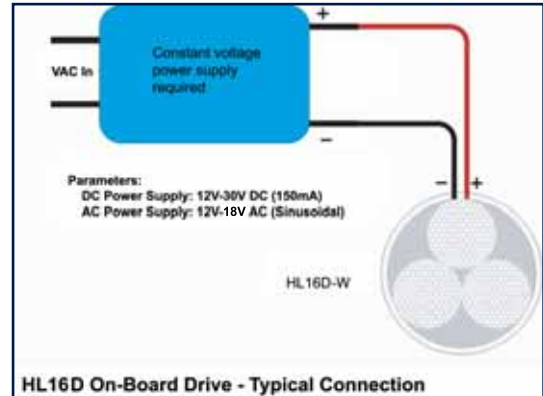 +
Constant voltage
VAC In
power supply
required
−
Parameters:
DC Power Supply: 12V-30V DC (150mA)
AC Power Supply: 12V-18V AC (Sinusoidal)
− +
HL16D-W
HL16D On-Board Drive - Typical Connection